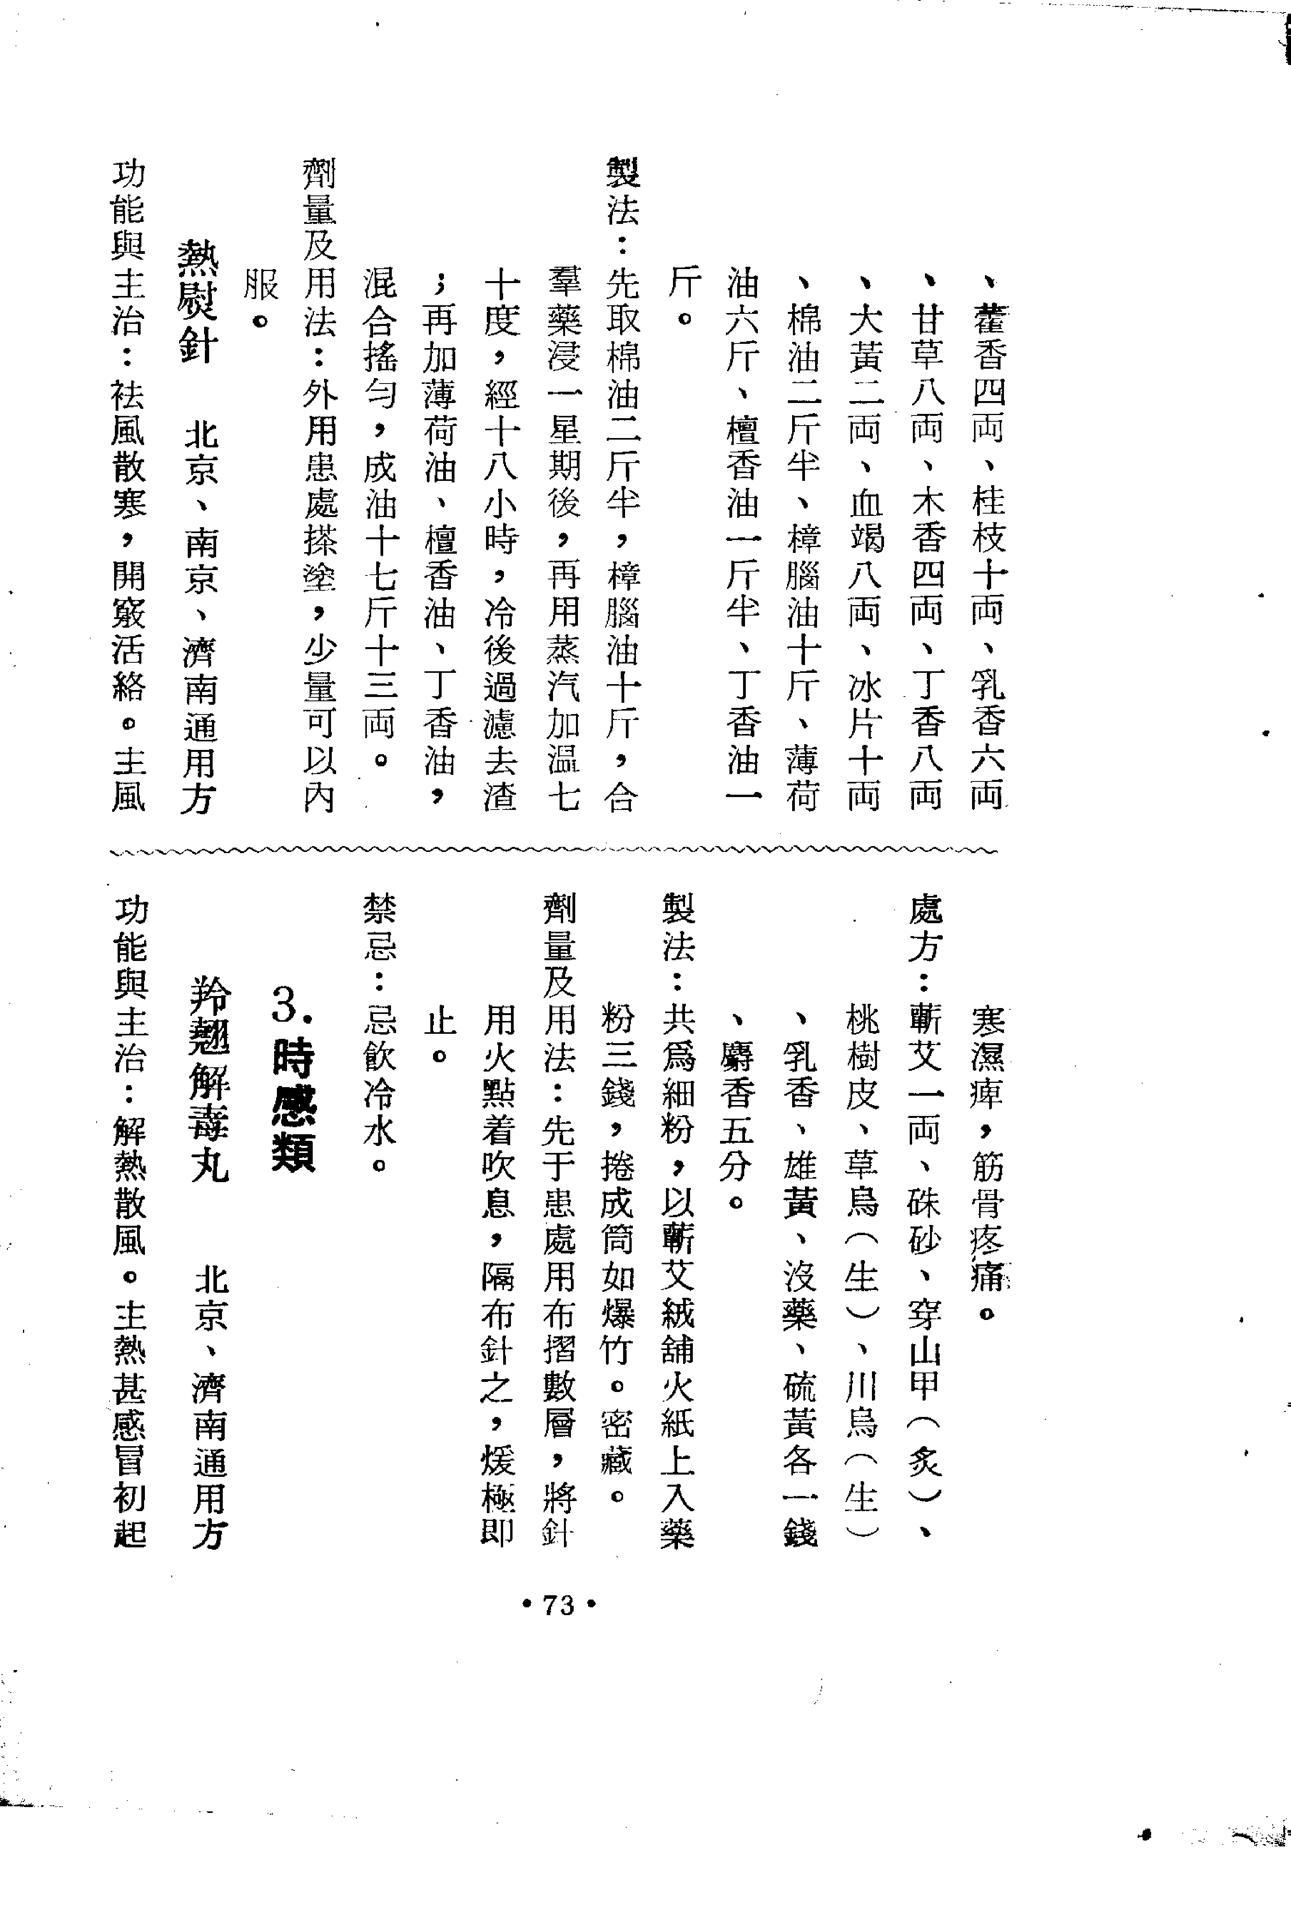 、藿香四両、桂枝十両、乳香六両
、甘草八両、木香四両、丁香八両
、大黃二両、血竭八両、冰片十両
、棉油二斤半、樟腦油十斤、薄荷
油六斤、檀香油一斤半、丁香油一
斤。
製法：先取棉油二斤半，樟腦油十斤，合
羣藥浸一星期後，再用蒸汽加溫七
十度，經十八小時，冷後過濾去渣
；再加薄荷油、檀香油、丁香油，
混合搖勻，成油十七斤十三両。
劑量及用法：外用患處搽塗，少量可以內
服。
熱熨針　北京、南京、濟南通用方
功能與主治：祛風散寒，開竅活絡。主風
寒濕痺，筋骨疼痛。
處方：蘄艾一両、硃砂、穿山甲（炙）、
桃樹皮、草烏（生）、川烏（生）
、乳香、雄黃、沒藥、硫黃各一錢
、麝香五分。
製法：共爲細粉，以蘄艾絨舖火紙上入藥
粉三錢，捲成筒如爆竹。密藏。
劑量及用法：先于患處用布摺數層，將針
用火點着吹息，隔布針之，煖極即
止。
禁忌：忌飲冷水。
3.時感類
羚翹解毒丸　北京、濟南通用方
功能與主治：解熱散風。主熱甚感冒初起
•73•